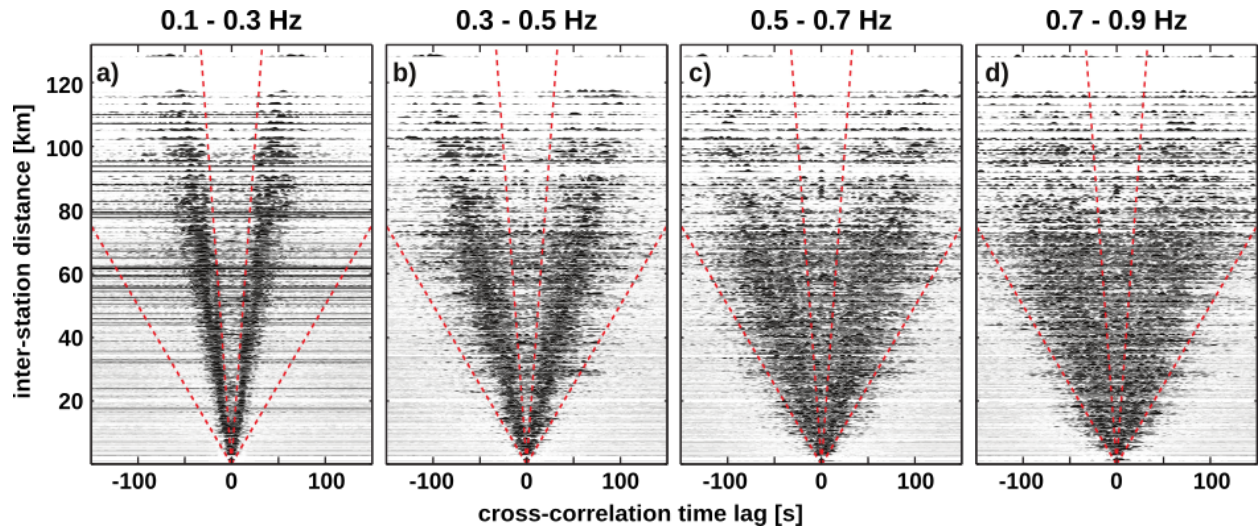 0.1 - 0.3 Hz 0.3 - 0.5 Hz 0.5 - 0.7 Hz 0.7 - 0.9 Hz
a) b) c) d)
inter-station distance [km]
120
100
80
60
40
20
-100 0 100 -100 0 100 -100 0 100 -100 0 100
cross-correlation time lag [s]